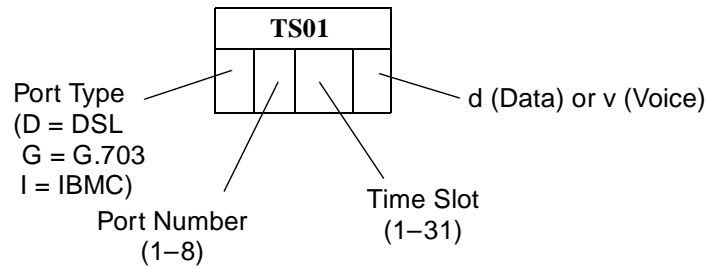 TS01
Port Type
(D = DSL
G = G.703
I = IBMC)
d (Data) or v (Voice)
Port Number
(1–8)
Time Slot
(1–31)